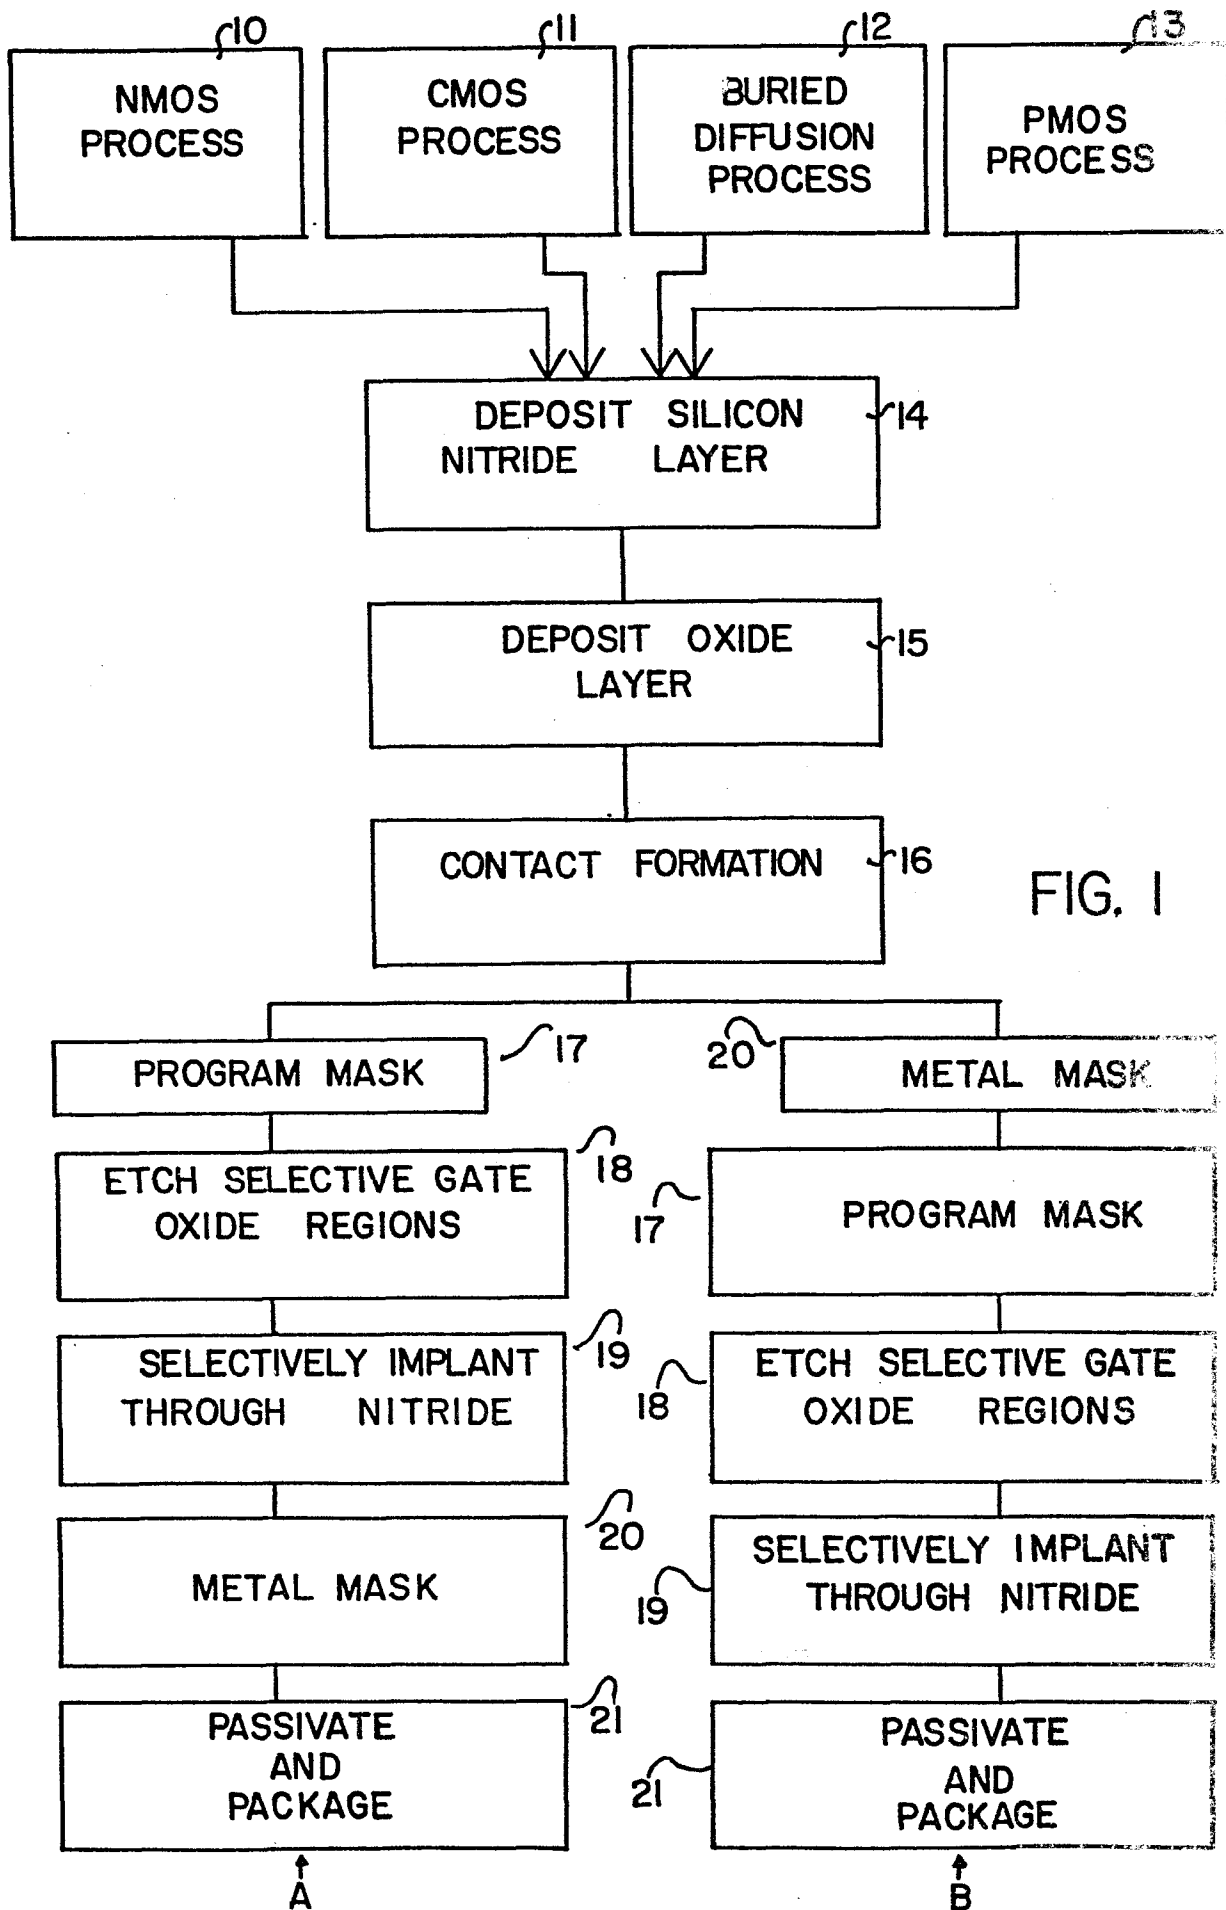 10
NMOS
PROCESS
11
CMOS
PROCESS
12
BURIED
DIFFUSION
PROCESS
13
PMOS
PROCESS
DEPOSIT SILICON
NITRIDE LAYER
14
DEPOSIT OXIDE
LAYER
15
CONTACT FORMATION
16
FIG. 1
PROGRAM MASK
17
ETCH SELECTIVE GATE
OXIDE REGIONS
18
SELECTIVELY IMPLANT
THROUGH NITRIDE
19
METAL MASK
20
PASSIVATE
AND
PACKAGE
21
A
20
METAL MASK
17
PROGRAM MASK
18
ETCH SELECTIVE GATE
OXIDE REGIONS
19
SELECTIVELY IMPLANT
THROUGH NITRIDE
21
PASSIVATE
AND
PACKAGE
B